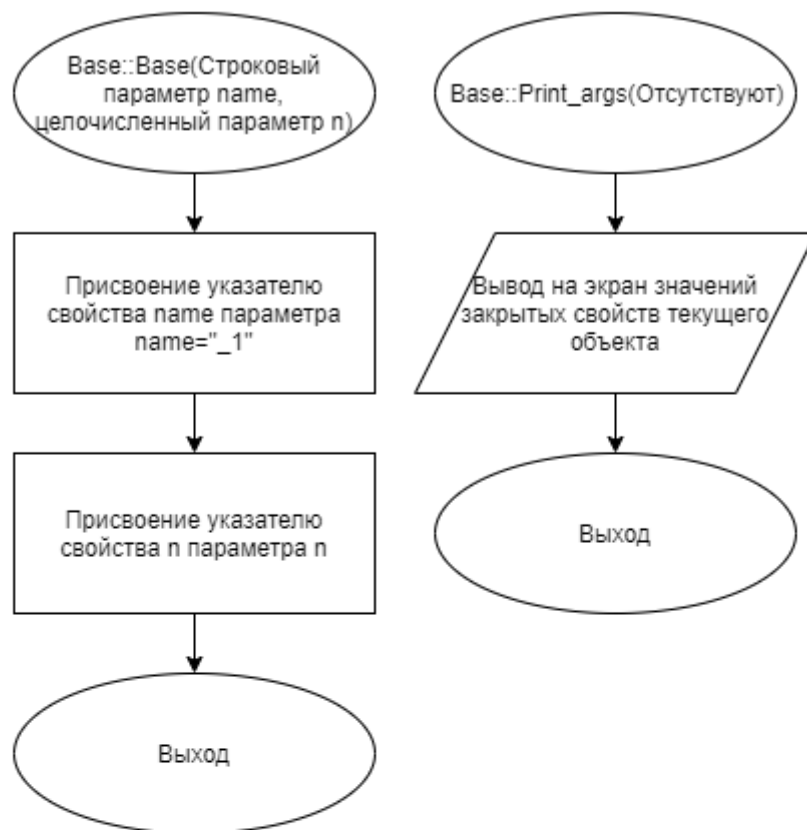 Base::Base(Строковый
параметр name,
целочисленный параметр n)
Присвоение указателю
свойства name параметра
name="_1"
Присвоение указателю
свойства n параметра n
Выход
Base::Print_args(Отсутствуют)
Вывод на экран значений
закрытых свойств текущего
объекта
Выход